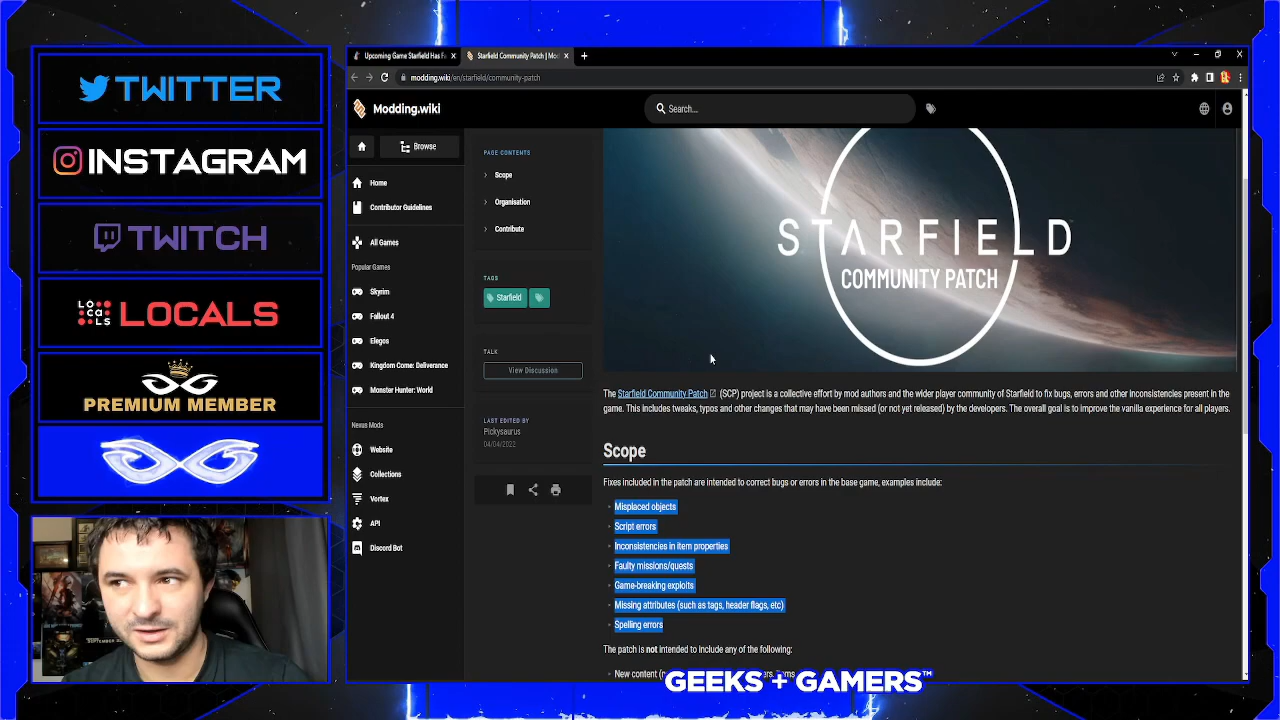 TWITTER
INSTAGRAM
TWITCH
LOCALS
LOCALS
PREMIUM MEMBER
Upcoming Game Starfield Has F
Starfield Community Patch | Mo
modding.wiki/en/starfield/community-patch
Modding.wiki
Search...
Browse
Home
Contributor Guidelines
All Games
Popular Games
Skyrim
Fallout 4
Elegos
Kingdom Come: Deliverance
Monster Hunter: World
Nexus Mods
Website
Collections
Vortex
API
Discord Bot
PAGE CONTENTS
Scope
Organisation
Contribute
TAGS
Starfield
TALK
View Discussion
LAST EDITED BY
Pickysaurus
04/04/2022
STARFIELD
COMMUNITY PATCH
The Starfield Community Patch (SCP) project is a collective effort by mod authors and the wider player community of Starfield to fix bugs, errors and other inconsistencies present in the
game. This includes tweaks, typos and other changes that may have been missed (or not yet released) by the developers. The overall goal is to improve the vanilla experience for all players.
Scope
Fixes included in the patch are intended to correct bugs or errors in the base game, examples include:
Misplaced objects
Script errors
Inconsistencies in item properties
Faulty missions/quests
Game-breaking exploits
Missing attributes (such as tags, header flags, etc)
Spelling errors
The patch is not intended to include any of the following:
New content
GEEKS + GAMERS™